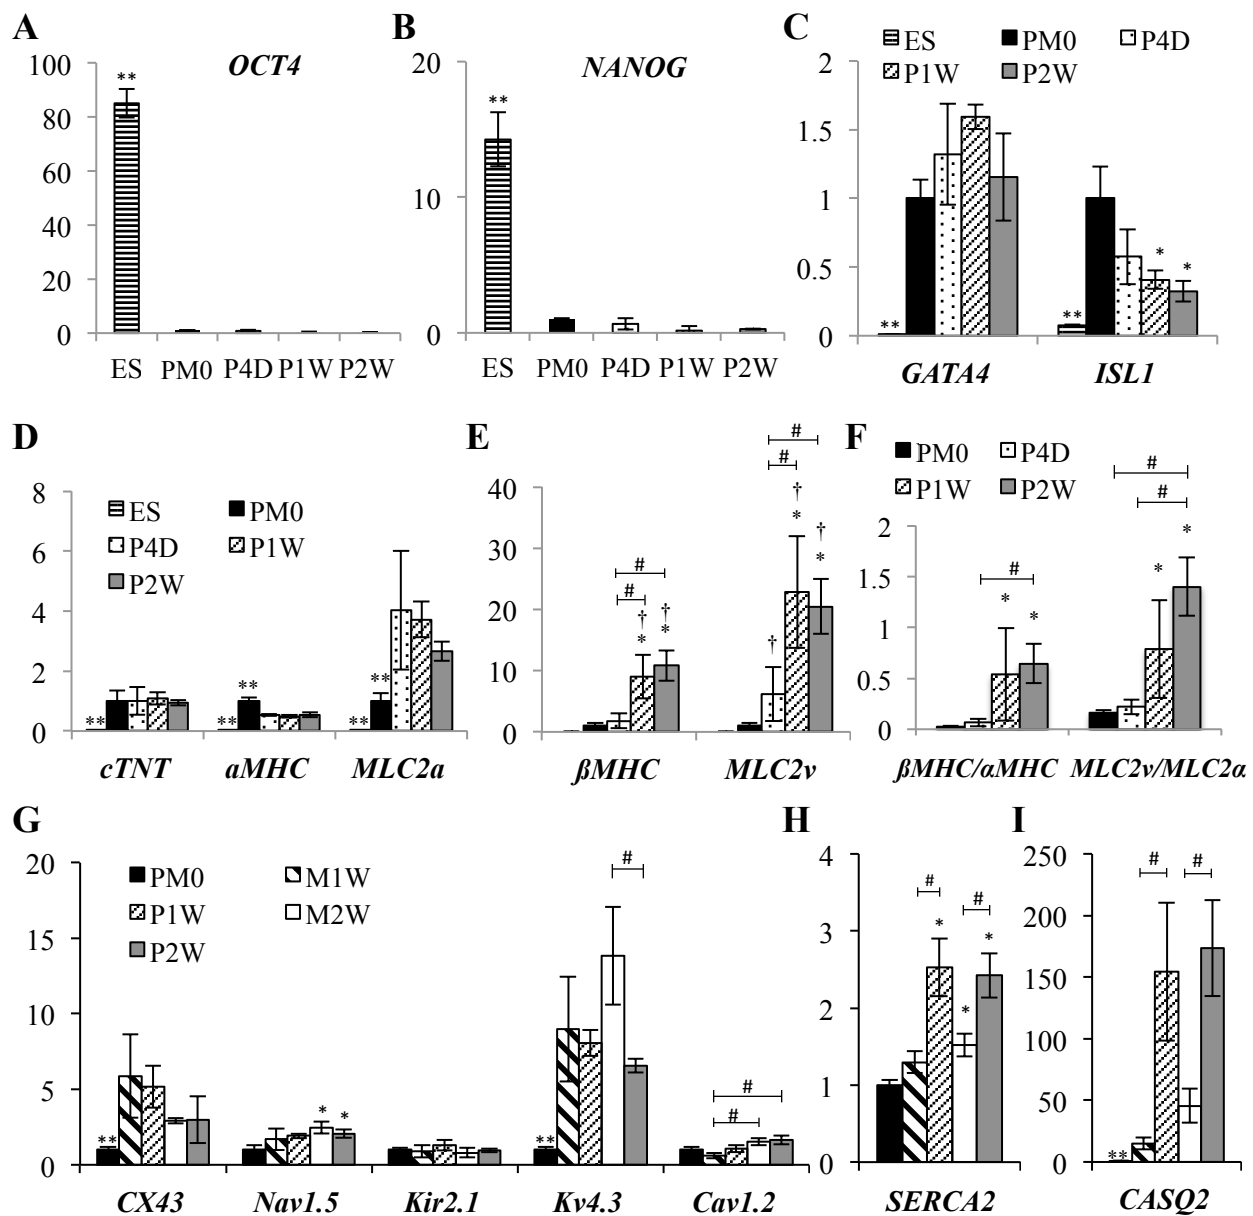 A
OCT4
100
80
60
40
20
0
**
ES PM0 P4D P1W P2W
B
NANOG
20
10
0
**
ES PM0 P4D P1W P2W
C
ES PM0 P4D
P1W P2W
2
1.5
1
0.5
0
** ** * *
GATA4 ISL1
D
8
6
4
2
0
ES PM0
P4D P1W
P2W
** ** ** **
cTNT aMHC MLC2a
E
40
30
20
10
0
# #
† †
* *
# #
† † †
* *
βMHC MLC2v
F
PM0 P4D
P1W P2W
2
1.5
1
0.5
0
# * *
# # * *
βMHC/αMHC MLC2v/MLC2α
G
20
15
10
5
0
PM0 M1W
P1W M2W
P2W
** * * ** # # #
CX43 Nav1.5 Kir2.1 Kv4.3 Cav1.2
H
4
3
2
1
0
# #
* * *
SERCA2
I
250
200
150
100
50
0
# #
**
CASQ2